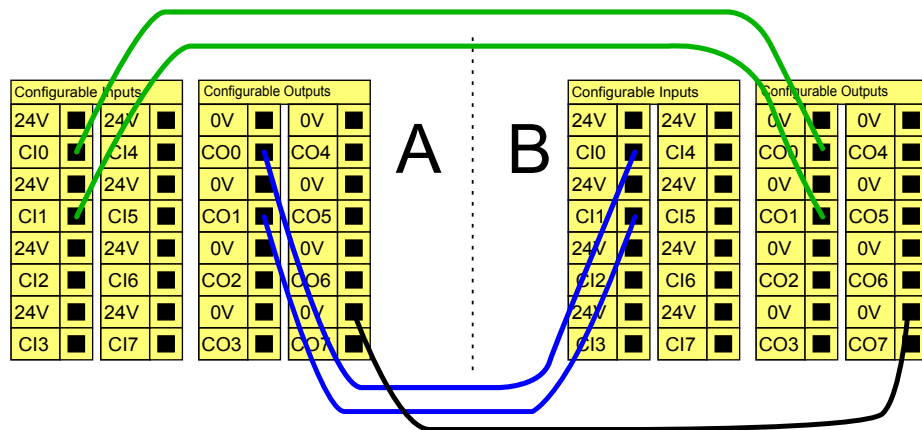 Configurable Inputs Configurable Outputs A B Configurable Inputs Configurable Outputs
24V 24V 0V 0V 24V 24V 0V 0V
CI0 CI4 CO0 CO4 CI0 CI4 CO0 CO4
24V 24V 0V 0V 24V 24V 0V 0V
CI1 CI5 CO1 CO5 CI1 CI5 CO1 CO5
24V 24V 0V 0V 24V 24V 0V 0V
CI2 CI6 CO2 CO6 CI2 CI6 CO2 CO6
24V 24V 0V 0V 24V 24V 0V 0V
CI3 CI7 CO3 CO7 CI3 CI7 CO3 CO7